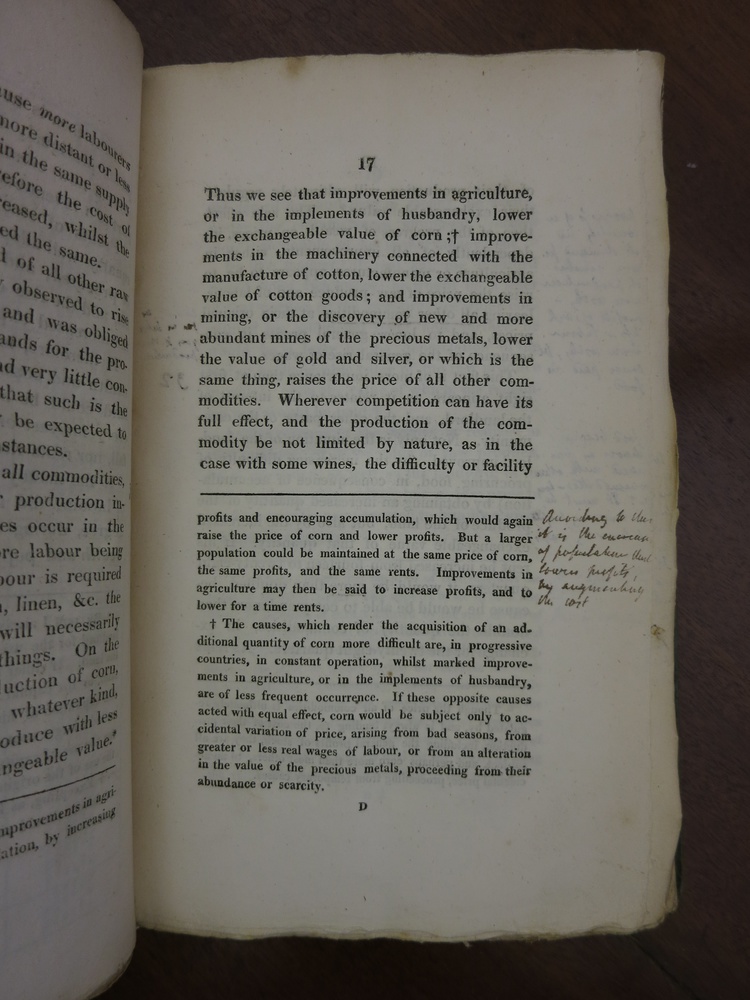 use more labourers
more distant or less
in the same supply
efore the cost of
reased, whilst the
ed the same.
d of all other raw
y observed to rise
and was obliged
ands for the pro-
nd very little con-
that such is the
y be expected to
stances.
all commodities,
r production in-
es occur in the
re labour being
bour is required
n, linen, &c. the
will necessarily
things. On the
uction of corn,
whatever kind,
oduce with less
ngeable value.*
mprovements in agri-
ation, by increasing
17
Thus we see that improvements in agriculture,
or in the implements of husbandry, lower
the exchangeable value of corn;† improve-
ments in the machinery connected with the
manufacture of cotton, lower the exchangeable
value of cotton goods; and improvements in
mining, or the discovery of new and more
abundant mines of the precious metals, lower
the value of gold and silver, or which is the
same thing, raises the price of all other com-
modities. Wherever competition can have its
full effect, and the production of the com-
modity be not limited by nature, as in the
case with some wines, the difficulty or facility
profits and encouraging accumulation, which would again
raise the price of corn and lower profits. But a larger
population could be maintained at the same price of corn,
the same profits, and the same rents. Improvements in
agriculture may then be said to increase profits, and to
lower for a time rents.
† The causes, which render the acquisition of an ad-
ditional quantity of corn more difficult are, in progressive
countries, in constant operation, whilst marked improve-
ments in agriculture, or in the implements of husbandry,
are of less frequent occurrence. If these opposite causes
acted with equal effect, corn would be subject only to ac-
cidental variation of price, arising from bad seasons, from
greater or less real wages of labour, or from an alteration
in the value of the precious metals, proceeding from their
abundance or scarcity.
D
According to this
it is the increase
of population that
lowers profits,
by augmenting
the cost